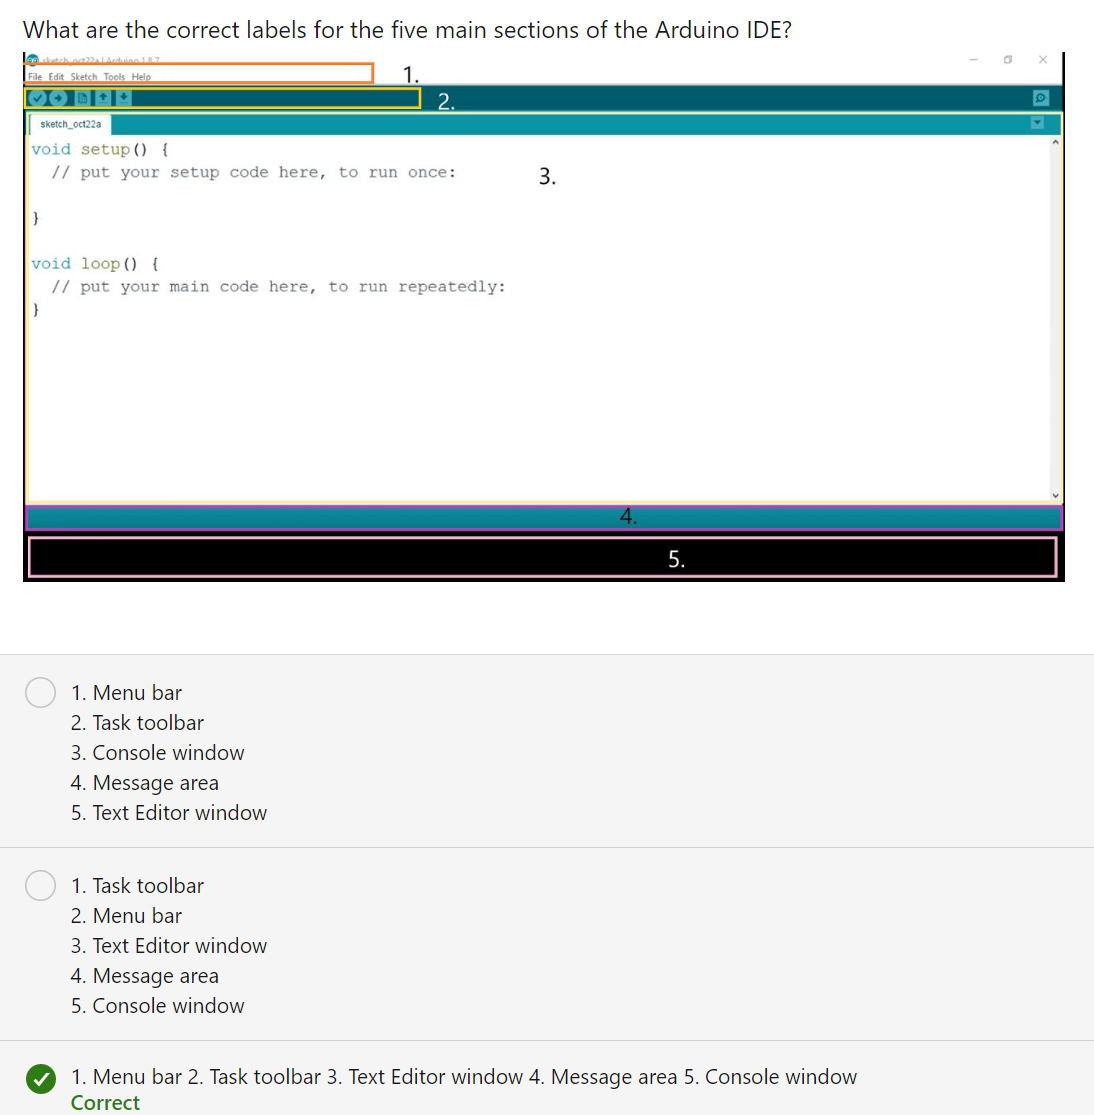 What are the correct labels for the five main sections of the Arduino IDE?
sketch_oct22a | Arduino 1.8.7
File Edit Sketch Tools Help
1.
2.
sketch_oct22a
void setup() {
// put your setup code here, to run once:
3.
}
void loop() {
// put your main code here, to run repeatedly:
}
4.
5.
1. Menu bar
2. Task toolbar
3. Console window
4. Message area
5. Text Editor window
1. Task toolbar
2. Menu bar
3. Text Editor window
4. Message area
5. Console window
1. Menu bar 2. Task toolbar 3. Text Editor window 4. Message area 5. Console window
Correct